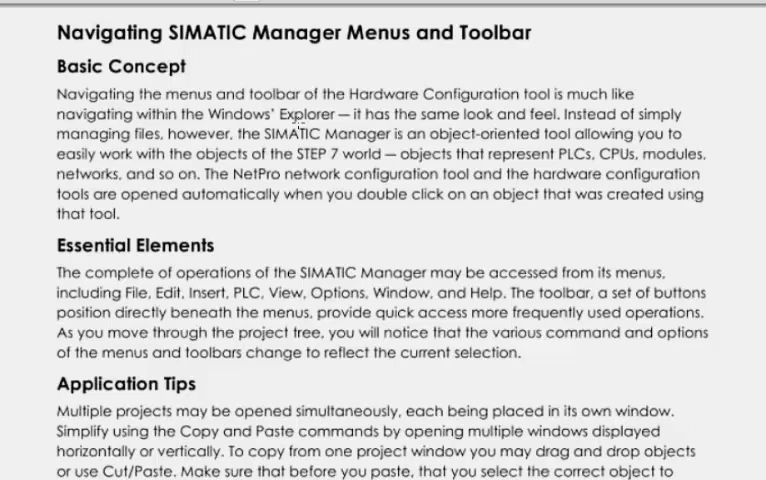 Navigating SIMATIC Manager Menus and Toolbar
Basic Concept
Navigating the menus and toolbar of the Hardware Configuration tool is much like
navigating within the Windows' Explorer — it has the same look and feel. Instead of simply
managing files, however, the SIMATIC Manager is an object-oriented tool allowing you to
easily work with the objects of the STEP 7 world — objects that represent PLCs, CPUs, modules,
networks, and so on. The NetPro network configuration tool and the hardware configuration
tools are opened automatically when you double click on an object that was created using
that tool.
Essential Elements
The complete of operations of the SIMATIC Manager may be accessed from its menus,
including File, Edit, Insert, PLC, View, Options, Window, and Help. The toolbar, a set of buttons
position directly beneath the menus, provide quick access more frequently used operations.
As you move through the project tree, you will notice that the various command and options
of the menus and toolbars change to reflect the current selection.
Application Tips
Multiple projects may be opened simultaneously, each being placed in its own window.
Simplify using the Copy and Paste commands by opening multiple windows displayed
horizontally or vertically. To copy from one project window you may drag and drop objects
or use Cut/Paste. Make sure that before you paste, that you select the correct object to